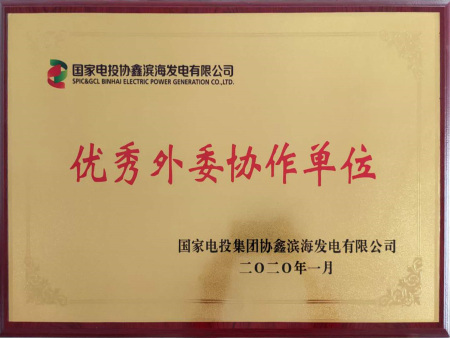 国家电投协鑫滨海发电有限公司
SPIC&GCL BINHAI ELECTRIC POWER GENERATION CO.,LTD.
优秀外委协作单位
国家电投集团协鑫滨海发电有限公司
二〇二〇年一月